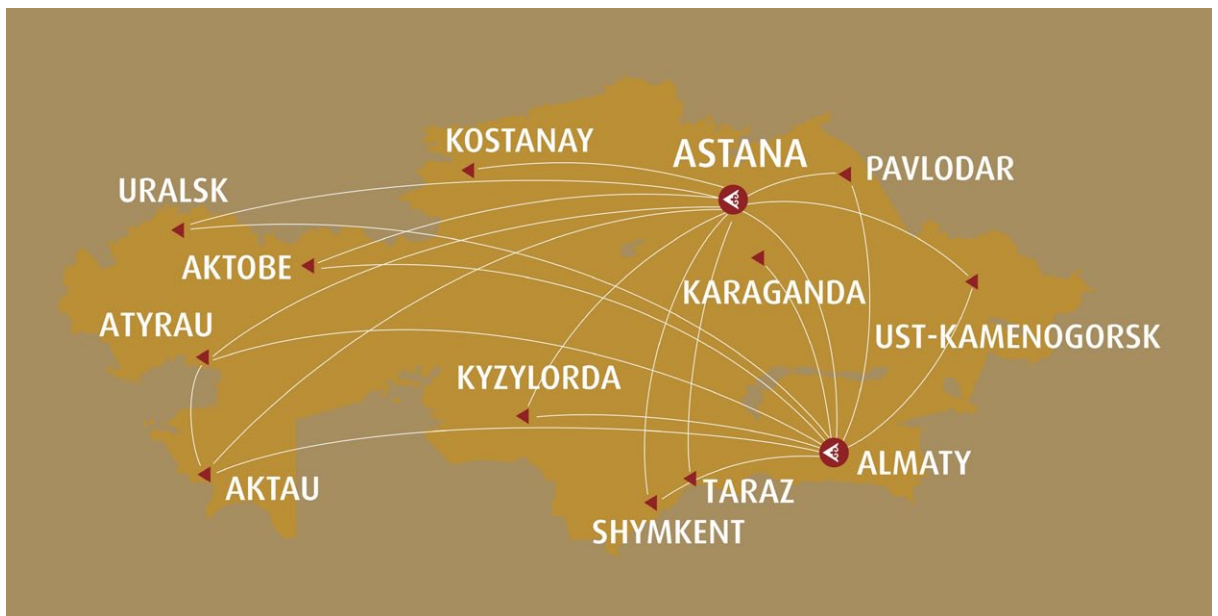 KOSTANAY
ASTANA
PAVLODAR
URALSK
AKTOBE
KARAGANDA
ATYRAU
UST-KAMENOGORSK
KYZYLORDA
ALMATY
AKTAU
TARAZ
SHYMKENT